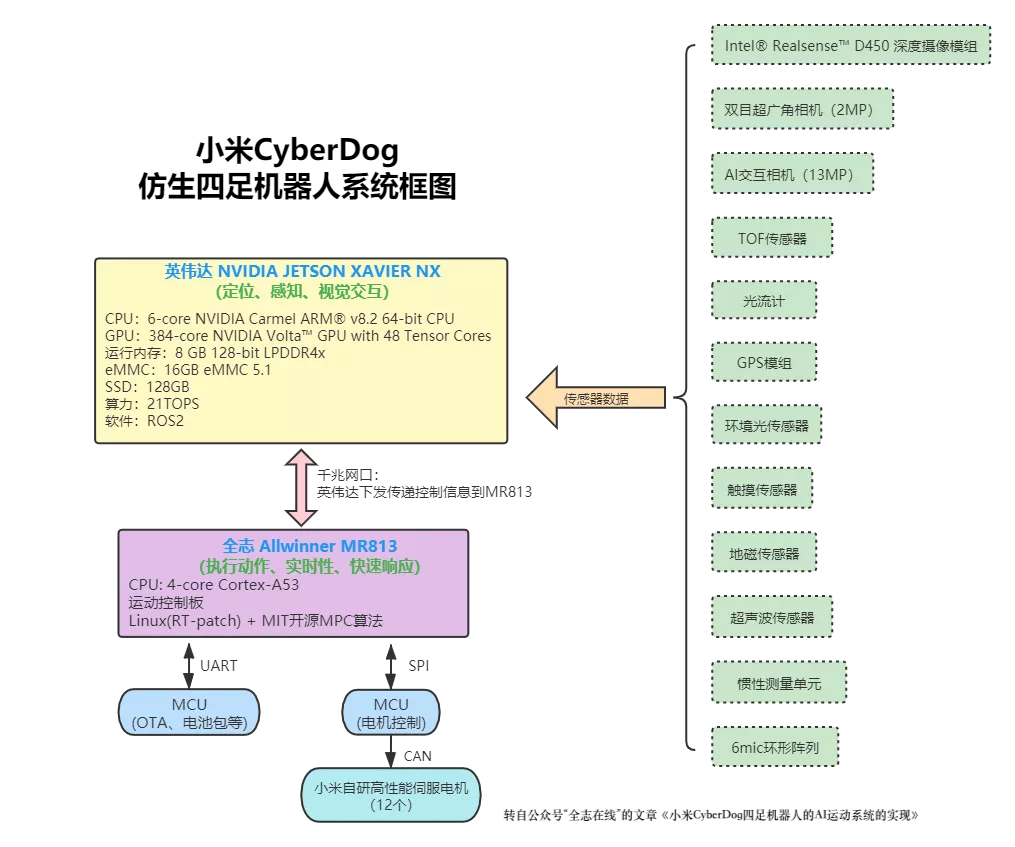 小米CyberDog
仿生四足机器人系统框图
英伟达 NVIDIA JETSON XAVIER NX
(定位、感知、视觉交互)
CPU：6-core NVIDIA Carmel ARM® v8.2 64-bit CPU
GPU：384-core NVIDIA Volta™ GPU with 48 Tensor Cores
运行内存：8 GB 128-bit LPDDR4x
eMMC：16GB eMMC 5.1
SSD：128GB
算力：21TOPS
软件：ROS2
千兆网口：
英伟达下发传递控制信息到MR813
全志 Allwinner MR813
(执行动作、实时性、快速响应)
CPU: 4-core Cortex-A53
运动控制板
Linux(RT-patch) + MIT开源MPC算法
UART
SPI
MCU
(OTA、电池包等)
MCU
(电机控制)
CAN
小米自研高性能伺服电机
（12个）
传感器数据
Intel® Realsense™ D450 深度摄像模组
双目超广角相机（2MP）
AI交互相机（13MP）
TOF传感器
光流计
GPS模组
环境光传感器
触摸传感器
地磁传感器
超声波传感器
惯性测量单元
6mic环形阵列
转自公众号“全志在线”的文章《小米CyberDog四足机器人的AI运动系统的实现》